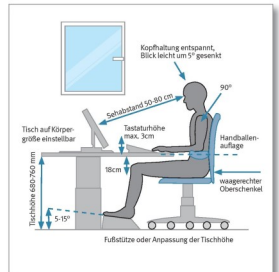 Kopfhaltung entspannt,
Blick leicht um 5° gesenkt
Sehabstand 50-80 cm
90°
Tisch auf Körper-
größe einstellbar
Tastaturhöhe
max. 3cm
Handballen-
auflage
18cm
Tischhöhe 680-760 mm
waagerechter
Oberschenkel
5-15°
Fußstütze oder Anpassung der Tischhöhe